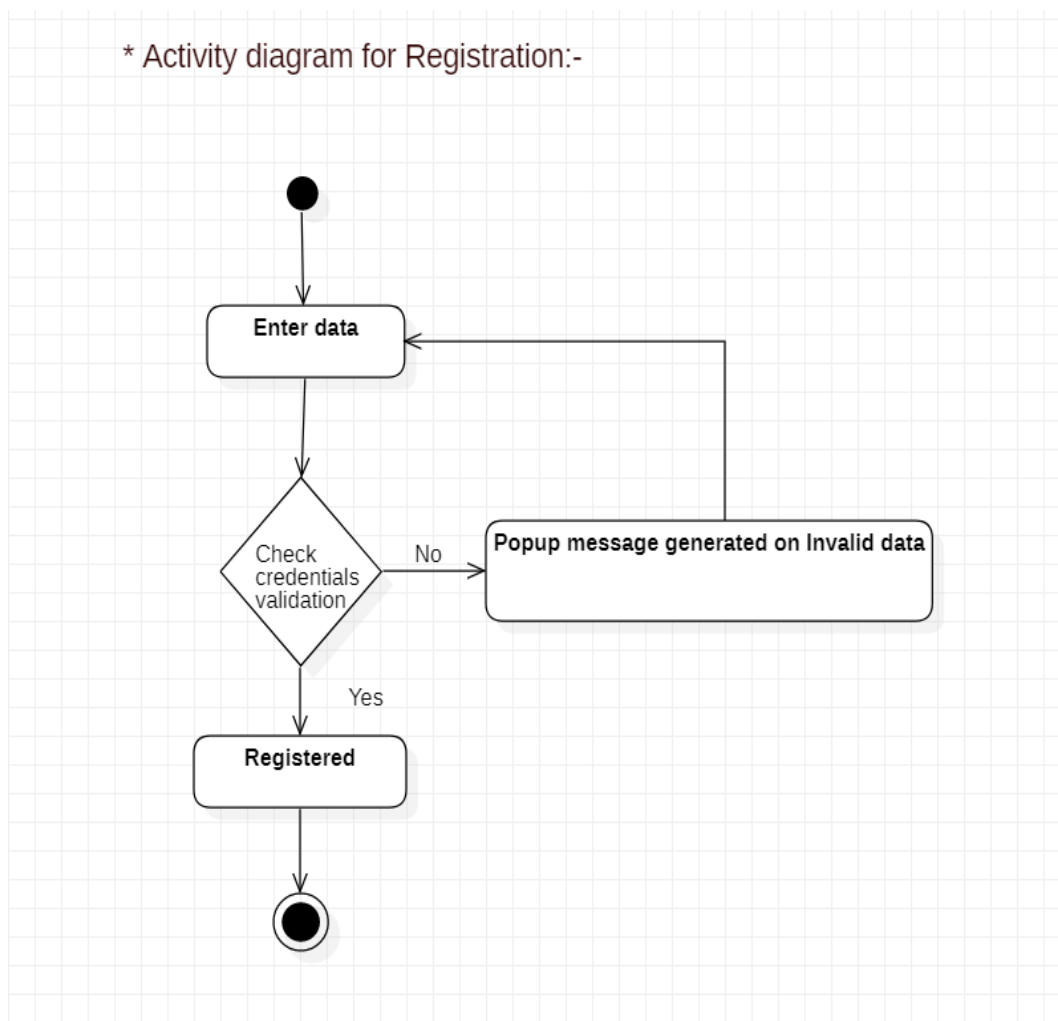 * Activity diagram for Registration:-
Enter data
Check
credentials
validation
No
Popup message generated on Invalid data
Yes
Registered